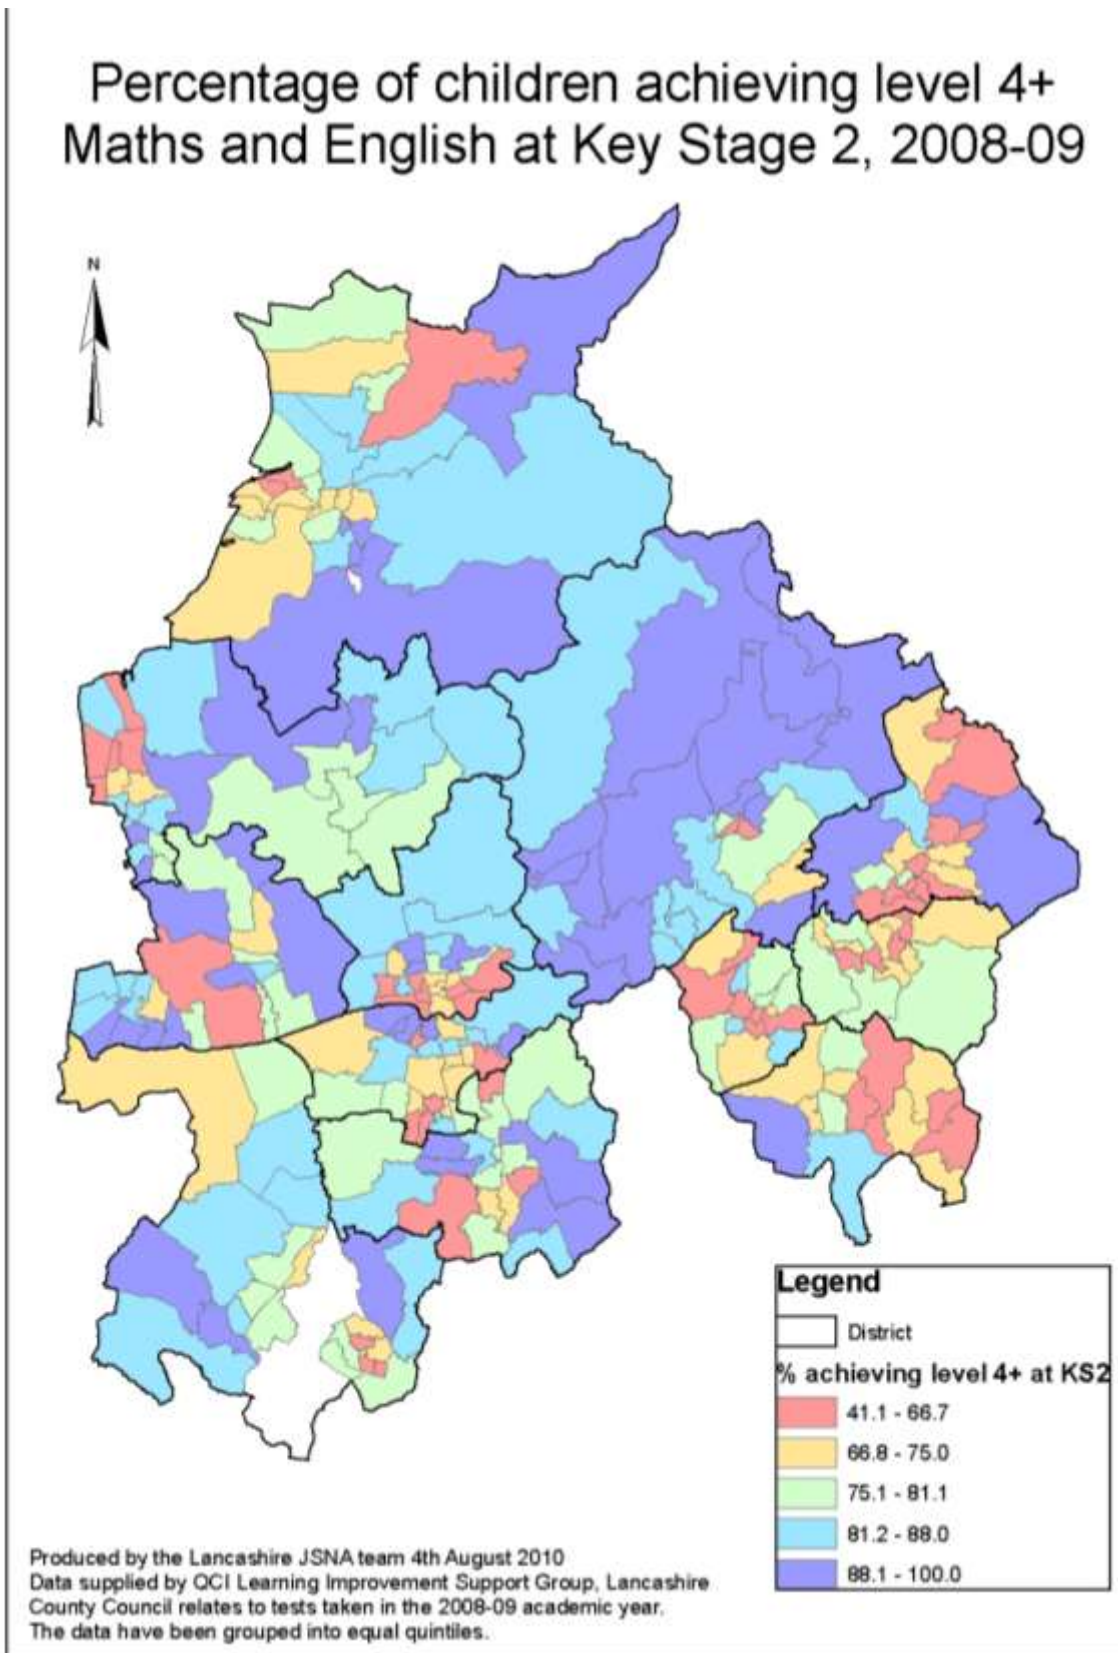 Percentage of children achieving level 4+
Maths and English at Key Stage 2, 2008-09
N
Legend
District
% achieving level 4+ at KS2
41.1 - 66.7
66.8 - 75.0
75.1 - 81.1
81.2 - 88.0
88.1 - 100.0
Produced by the Lancashire JSNA team 4th August 2010
Data supplied by QCI Learning Improvement Support Group, Lancashire
County Council relates to tests taken in the 2008-09 academic year.
The data have been grouped into equal quintiles.